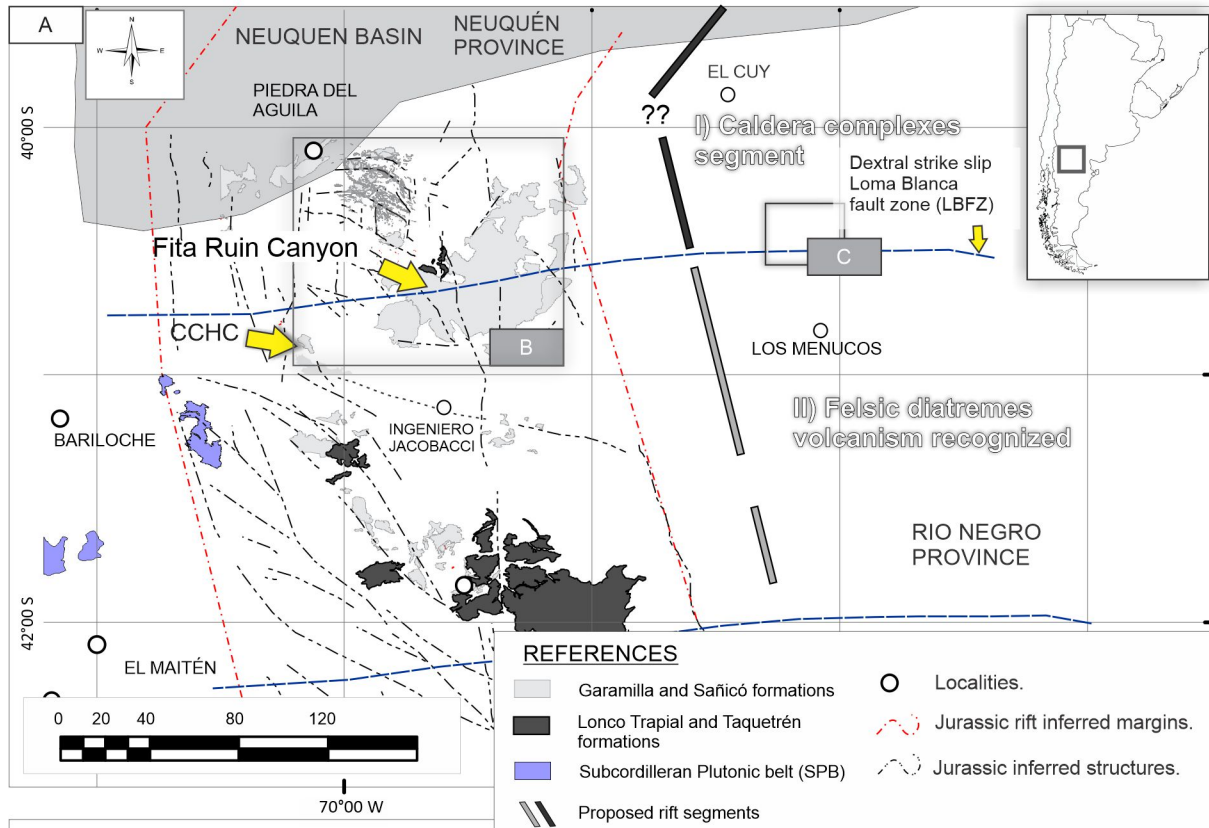 A
N
W
E
S
NEUQUEN BASIN
NEUQUÉN
PROVINCE
PIEDRA DEL
AGUILA
EL CUY
??
40°00 S
I) Caldera complexes
segment
Dextral strike slip
Loma Blanca
fault zone (LBFZ)
Fita Ruin Canyon
C
CCHC
B
LOS MENUCOS
BARILOCHE
INGENIERO
JACOBACCI
II) Felsic diatremes
volcanism recognized
RIO NEGRO
PROVINCE
42°00 S
EL MAITÉN
0 20 40 80 120
70°00 W
REFERENCES
Garamilla and Sañicó formations
Lonco Trapial and Taquetrén
formations
Subcordilleran Plutonic belt (SPB)
Proposed rift segments
Localities.
Jurassic rift inferred margins.
Jurassic inferred structures.